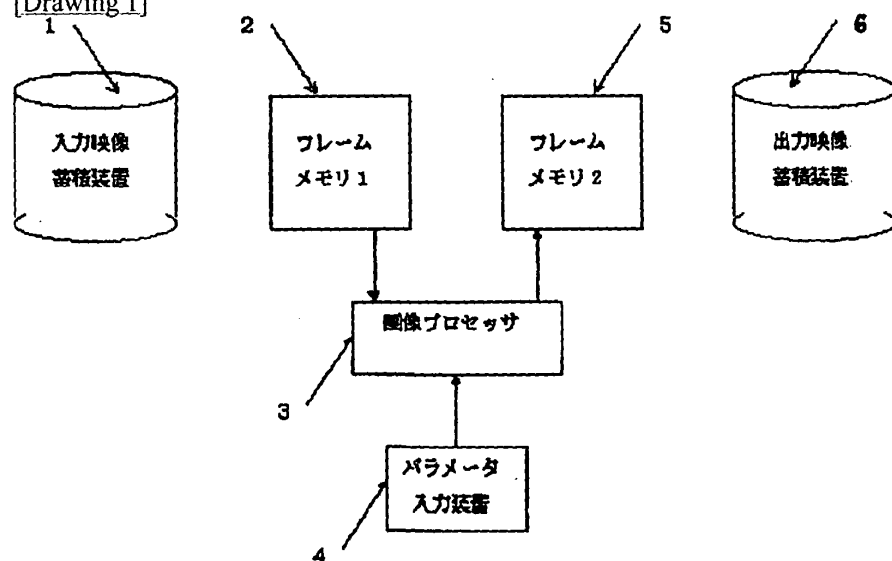 [Drawing 1]
1 2 5 6
入力映像
蓄積装置
フレーム
メモリ1
フレーム
メモリ2
出力映像
蓄積装置
画像プロセッサ
3
パラメータ
入力装置
4